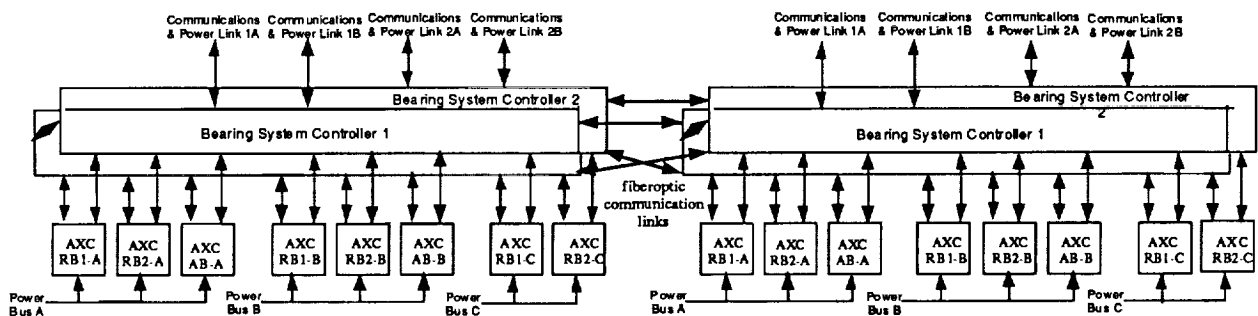 Communications & Power Link 1A
Communications & Power Link 1B
Communications & Power Link 2A
Communications & Power Link 2B
Communications & Power Link 1A
Communications & Power Link 1B
Communications & Power Link 2A
Communications & Power Link 2B
Bearing System Controller 2
Bearing System Controller 1
Bearing System Controller 2
Bearing System Controller 1
fiberoptic
communication
links
AXC RB1-A
AXC RB2-A
AXC AB-A
AXC RB1-B
AXC RB2-B
AXC AB-B
AXC RB1-C
AXC RB2-C
AXC RB1-A
AXC RB2-A
AXC AB-A
AXC RB1-B
AXC RB2-B
AXC AB-B
AXC RB1-C
AXC RB2-C
Power Bus A
Power Bus B
Power Bus C
Power Bus A
Power Bus B
Power Bus C